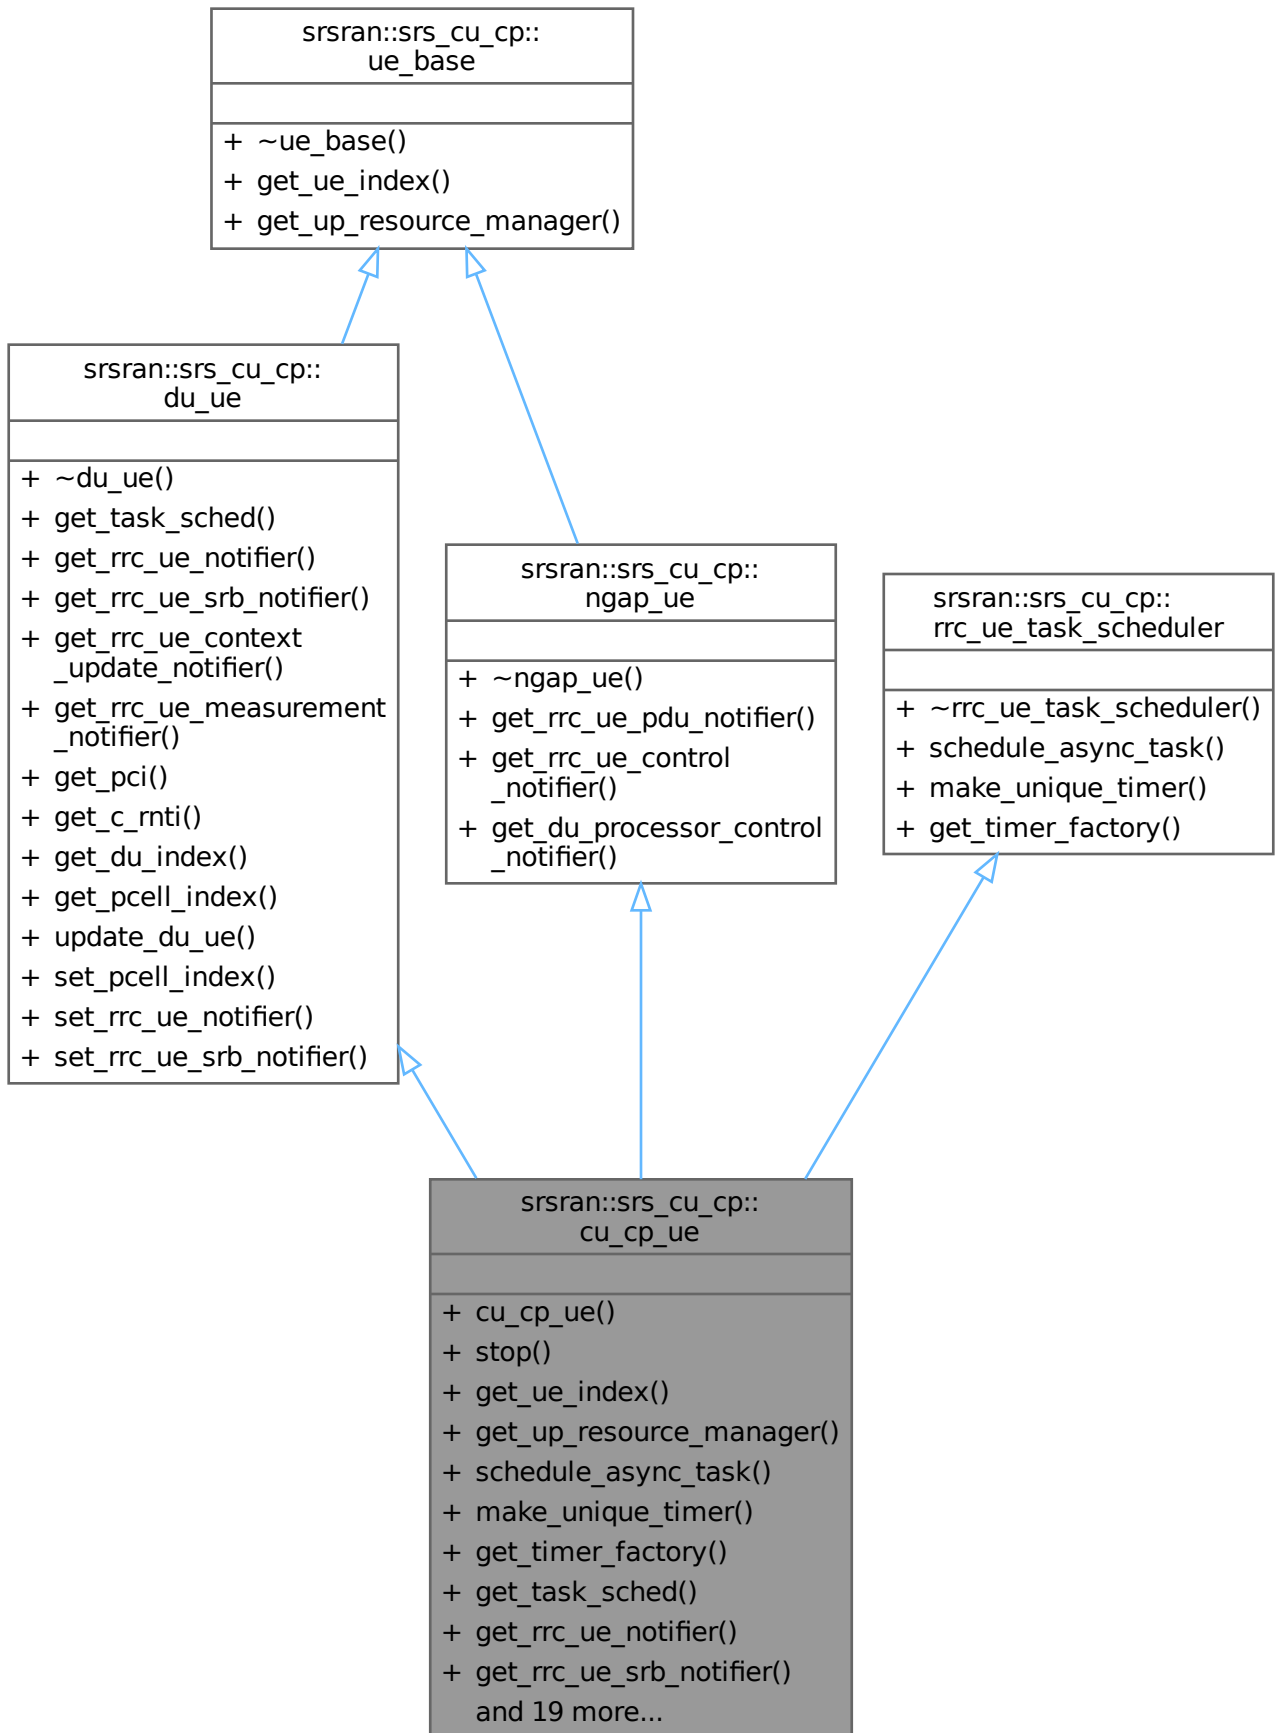 srsran::srs_cu_cp::
ue_base
+ ~ue_base()
+ get_ue_index()
+ get_up_resource_manager()
srsran::srs_cu_cp::
du_ue
+ ~du_ue()
+ get_task_sched()
+ get_rrc_ue_notifier()
+ get_rrc_ue_srb_notifier()
+ get_rrc_ue_context
_update_notifier()
+ get_rrc_ue_measurement
_notifier()
+ get_pci()
+ get_c_rnti()
+ get_du_index()
+ get_pcell_index()
+ update_du_ue()
+ set_pcell_index()
+ set_rrc_ue_notifier()
+ set_rrc_ue_srb_notifier()
srsran::srs_cu_cp::
ngap_ue
+ ~ngap_ue()
+ get_rrc_ue_pdu_notifier()
+ get_rrc_ue_control
_notifier()
+ get_du_processor_control
_notifier()
srsran::srs_cu_cp::
rrc_ue_task_scheduler
+ ~rrc_ue_task_scheduler()
+ schedule_async_task()
+ make_unique_timer()
+ get_timer_factory()
srsran::srs_cu_cp::
cu_cp_ue
+ cu_cp_ue()
+ stop()
+ get_ue_index()
+ get_up_resource_manager()
+ schedule_async_task()
+ make_unique_timer()
+ get_timer_factory()
+ get_task_sched()
+ get_rrc_ue_notifier()
+ get_rrc_ue_srb_notifier()
and 19 more...